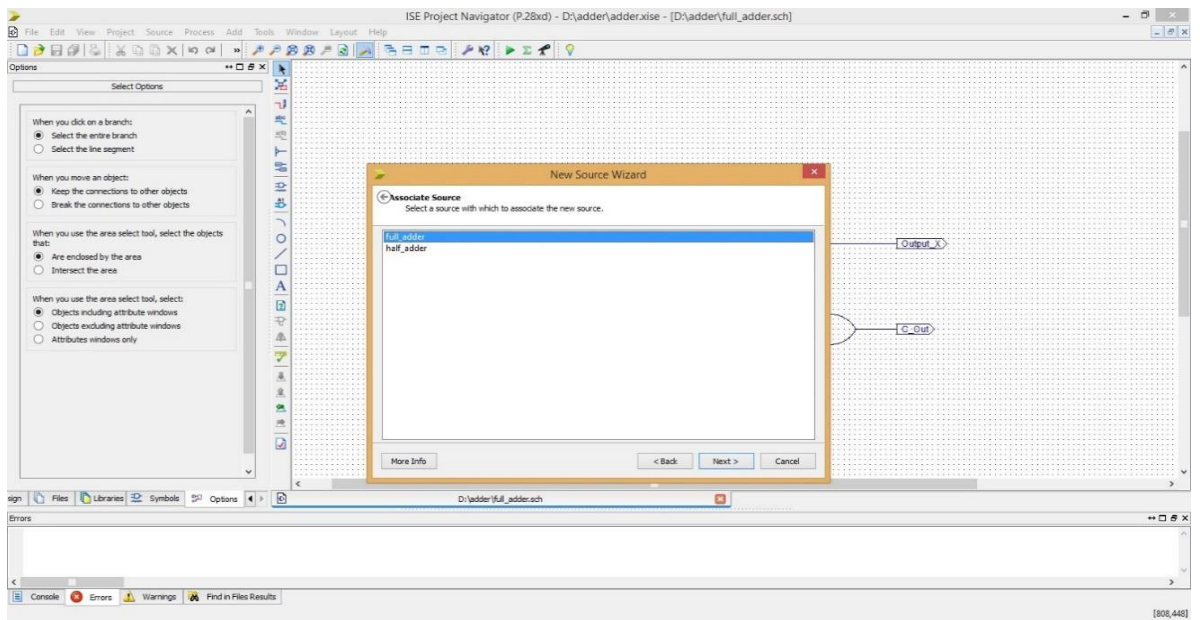 ISE Project Navigator (P.28xd) - D:\adder\adder.xise - [D:\adder\full_adder.sch]
File Edit View Project Source Process Add Tools Window Layout Help
Options
Select Options
When you click on a branch:
Select the entire branch
Select the line segment
When you move an object:
Keep the connections to other objects
Break the connections to other objects
When you use the area select tool, select the objects
that:
Are enclosed by the area
Intersect the area
When you use the area select tool, select:
Objects including attribute windows
Objects excluding attribute windows
Attributes windows only
New Source Wizard
Associate Source
Select a source with which to associate the new source.
full_adder
half_adder
More Info
< Back
Next >
Cancel
Output_X
C_Out
sign Files Libraries Symbols Options
D:\adder\full_adder.sch
Errors
Console Errors Warnings Find in Files Results
[808,448]